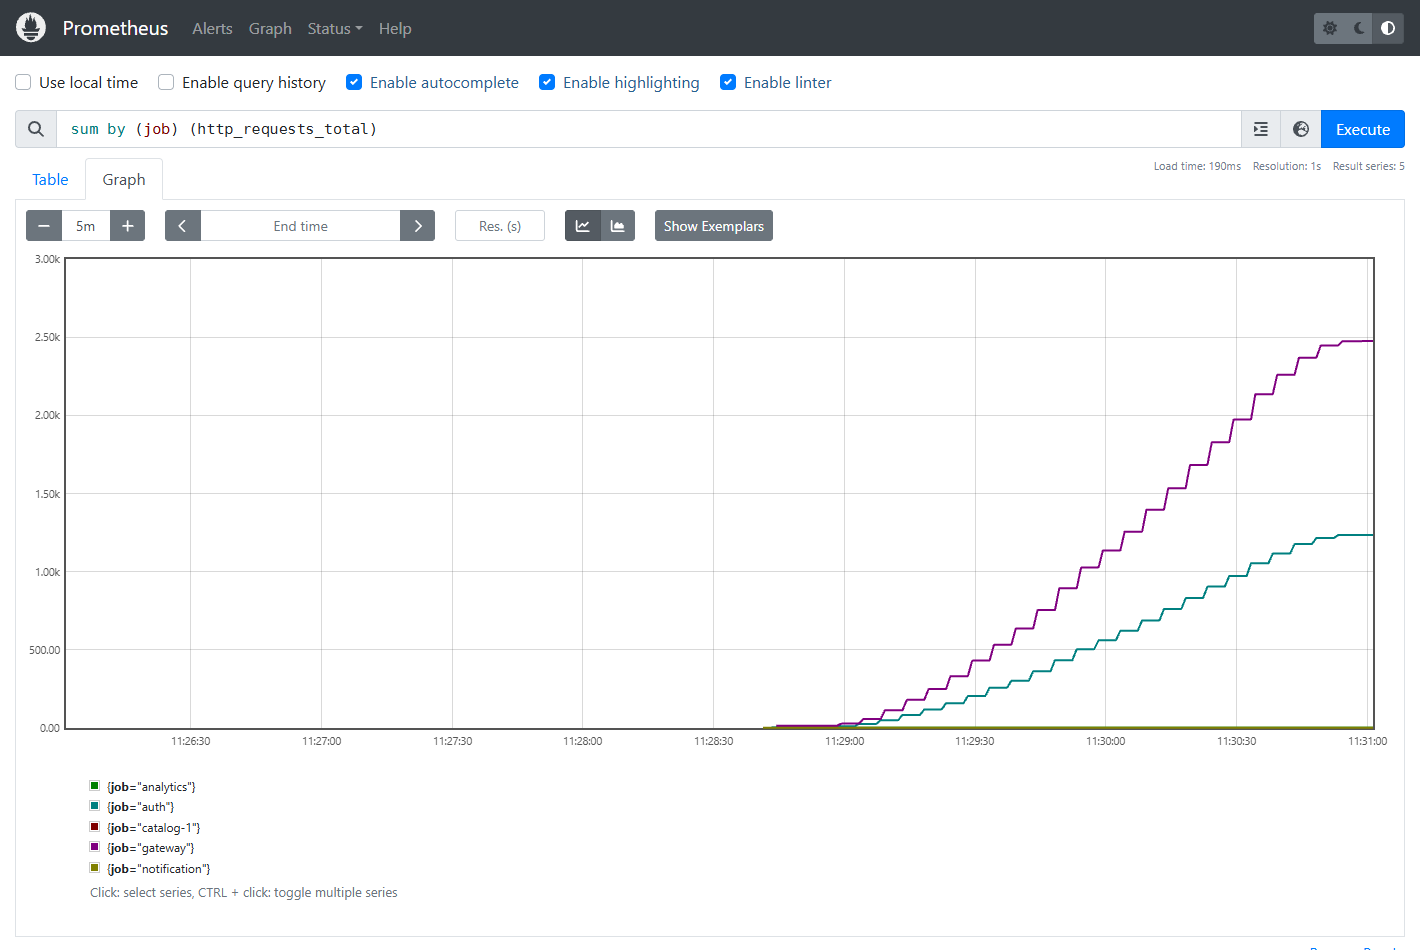 Prometheus Alerts Graph Status Help
Use local time Enable query history Enable autocomplete Enable highlighting Enable linter
sum by (job) (http_requests_total) Execute
Load time: 190ms Resolution: 1s Result series: 5
Table Graph
5m End time Res. (s) Show Exemplars
3.00k
2.50k
2.00k
1.50k
1.00k
500.00
0.00
11:26:30 11:27:00 11:27:30 11:28:00 11:28:30 11:29:00 11:29:30 11:30:00 11:30:30 11:31:00
{job="analytics"}
{job="auth"}
{job="catalog-1"}
{job="gateway"}
{job="notification"}
Click: select series, CTRL + click: toggle multiple series